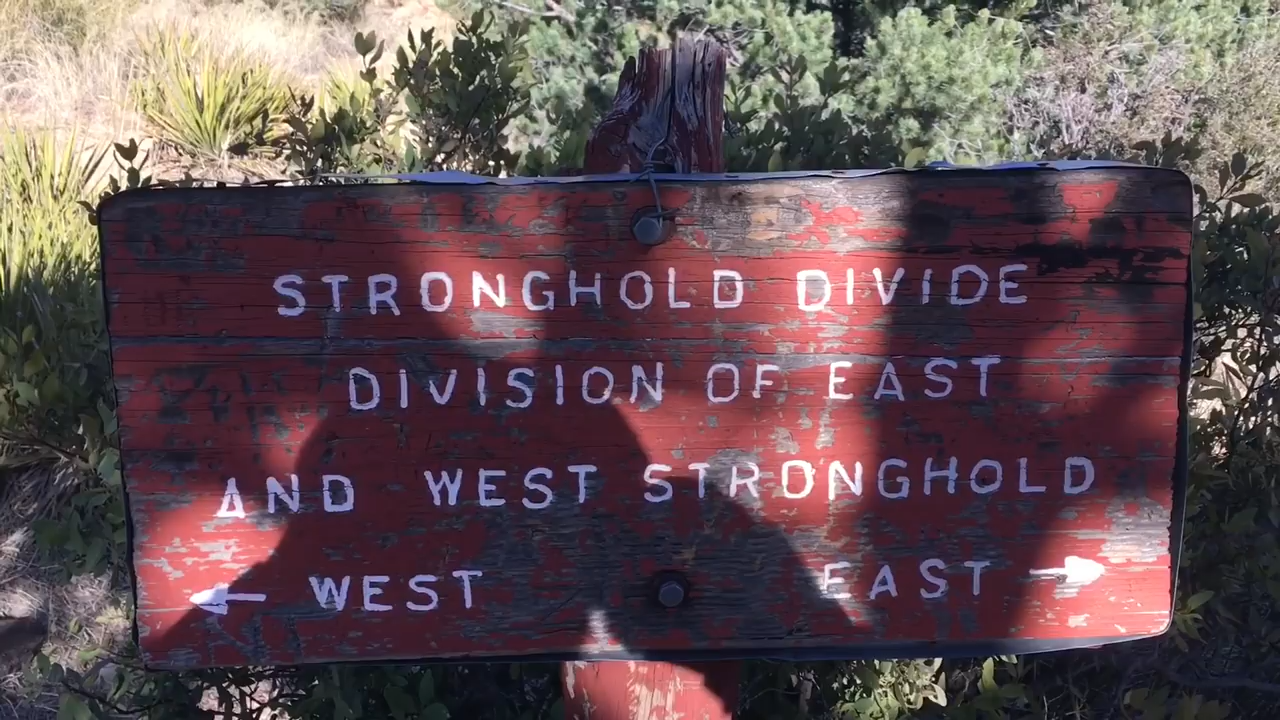 STRONGHOLD DIVIDE
DIVISION OF EAST
AND WEST STRONGHOLD
← WEST EAST →